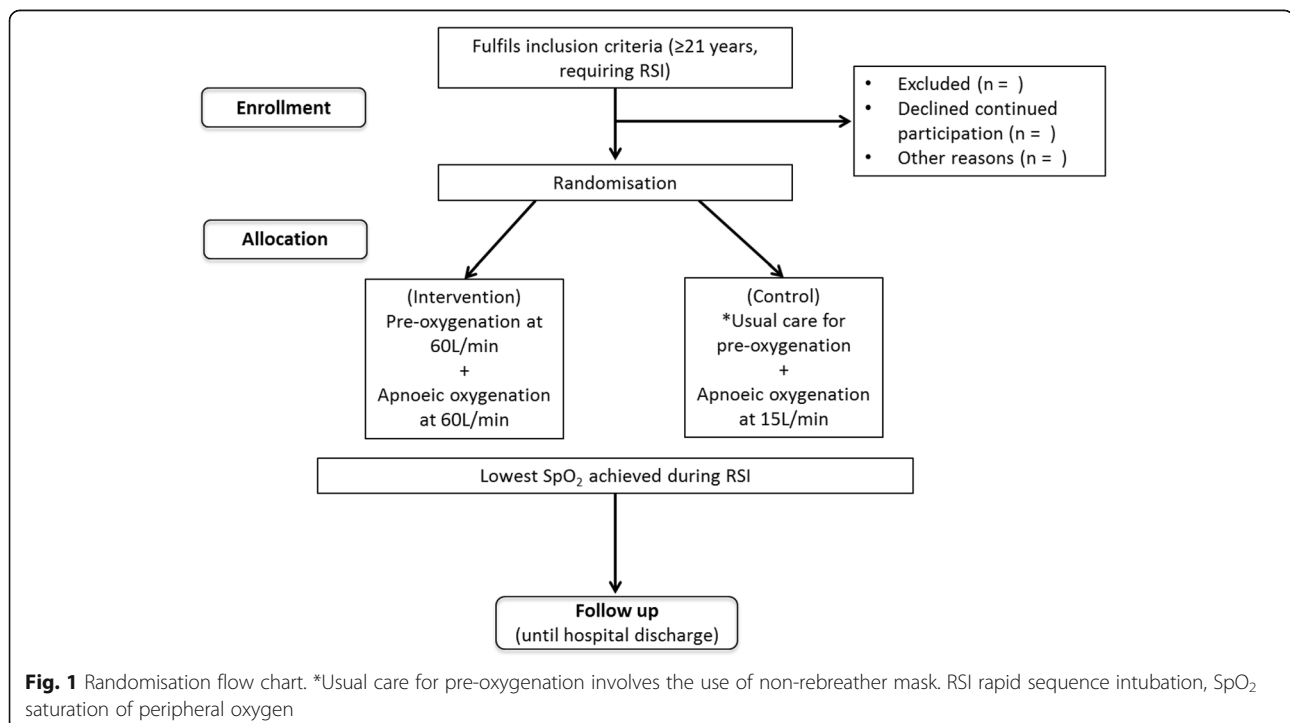 Fulfils inclusion criteria (≥21 years,
requiring RSI)
Enrollment
• Excluded (n = )
• Declined continued
participation (n = )
• Other reasons (n = )
Randomisation
Allocation
(Intervention)
Pre-oxygenation at
60L/min
+
Apnoeic oxygenation
at 60L/min
(Control)
*Usual care for
pre-oxygenation
+
Apnoeic oxygenation
at 15L/min
Lowest SpO₂ achieved during RSI
Follow up
(until hospital discharge)
Fig. 1 Randomisation flow chart. *Usual care for pre-oxygenation involves the use of non-rebreather mask. RSI rapid sequence intubation, SpO₂
saturation of peripheral oxygen